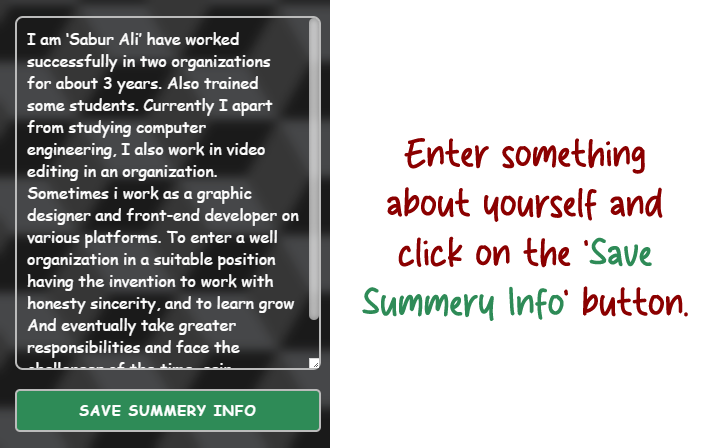 I am ‘Sabur Ali’ have worked
successfully in two organizations
for about 3 years. Also trained
some students. Currently I apart
from studying computer
engineering, I also work in video
editing in an organization.
Sometimes i work as a graphic
designer and front-end developer on
various platforms. To enter a well
organization in a suitable position
having the invention to work with
honesty sincerity, and to learn grow
And eventually take greater
responsibilities and face the
SAVE SUMMERY INFO
Enter something
about yourself and
click on the 'Save
Summery Info' button.